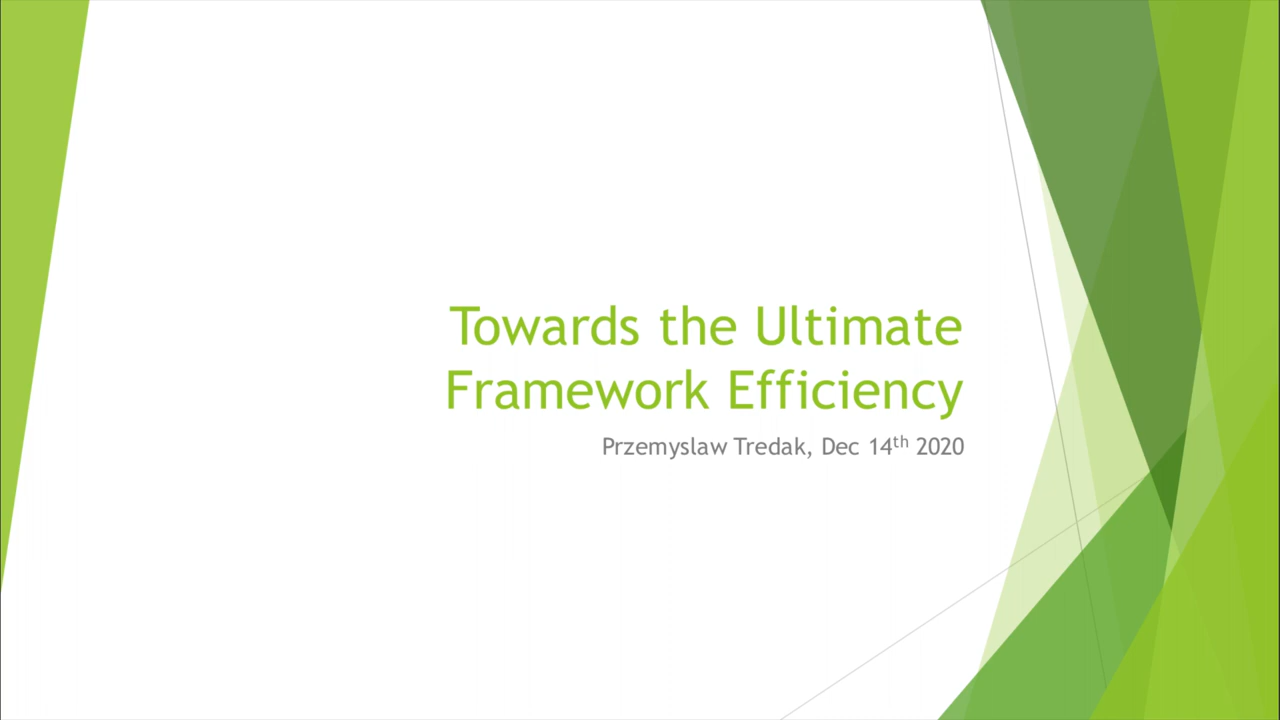 Towards the Ultimate
Framework Efficiency
Przemyslaw Tredak, Dec 14th 2020